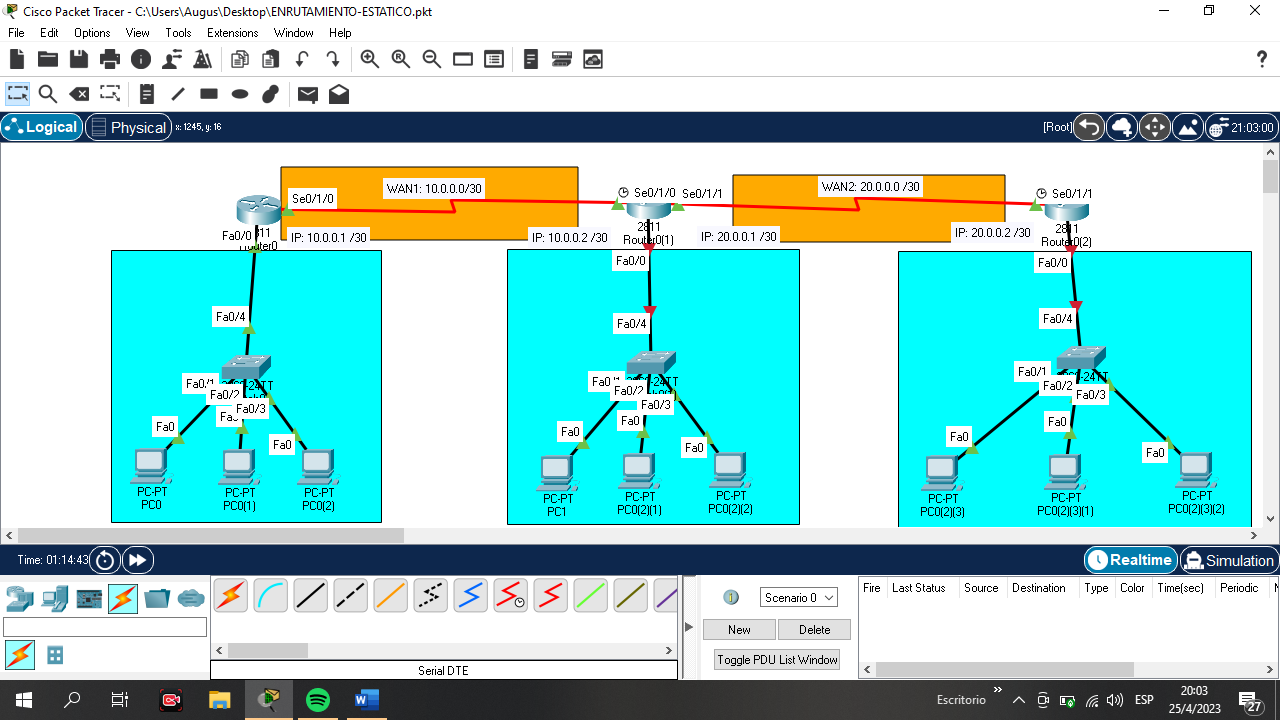 Cisco Packet Tracer - C:\Users\Augus\Desktop\ENRUTAMIENTO-ESTATICO.pkt
File Edit Options View Tools Extensions Window Help
Logical Physical x: 1245, y: 16 [Root] 21:03:00
WAN1: 10.0.0.0/30
WAN2: 20.0.0.0 /30
Se0/1/0
Se0/1/0 Se0/1/1
Se0/1/1
Fa0/0
IP: 10.0.0.1 /30
IP: 10.0.0.2 /30
2811
Router0(1)
IP: 20.0.0.1 /30
IP: 20.0.0.2 /30
2811
Router0(2)
Fa0/0
Fa0/0
Fa0/4
Fa0/4
Fa0/4
Fa0/1
Fa0/2
Fa0/3
Fa0/2
Fa0/3
Fa0/1
Fa0/2
Fa0/3
Fa0
Fa0
Fa0
Fa0
Fa0
Fa0
Fa0
Fa0
PC-PT
PC0
PC-PT
PC0(1)
PC-PT
PC0(2)
PC-PT
PC1
PC-PT
PC0(2)(1)
PC-PT
PC0(2)(2)
PC-PT
PC0(2)(3)
PC-PT
PC0(2)(3)(1)
PC-PT
PC0(2)(3)(2)
Time: 01:14:43 Realtime Simulation
Scenario 0
New Delete
Toggle PDU List Window
Fire Last Status Source Destination Type Color Time(sec) Periodic
Serial DTE
Escritorio ESP 20:03
25/4/2023
27